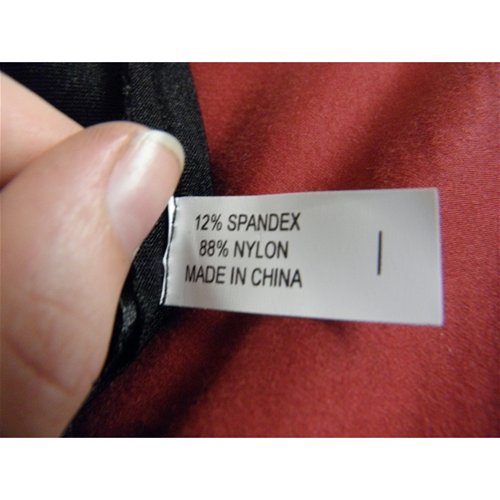 12% SPANDEX
88% NYLON
MADE IN CHINA